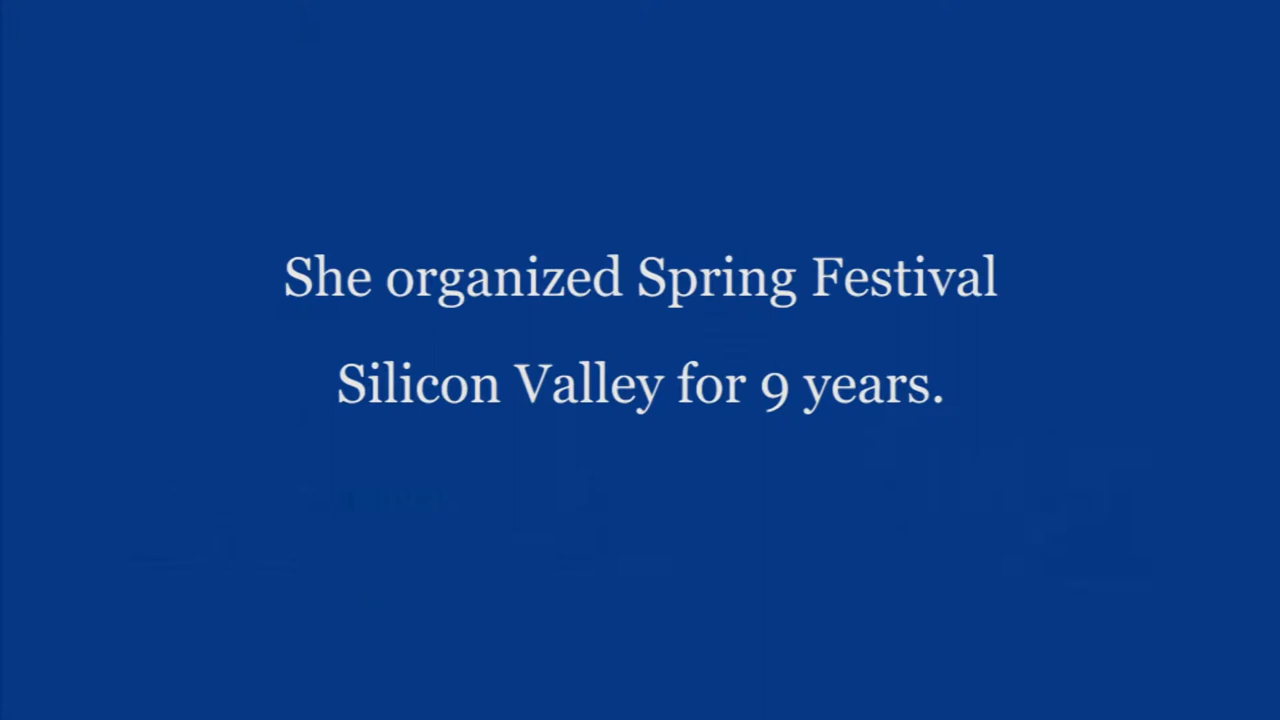 She organized Spring Festival
Silicon Valley for 9 years.